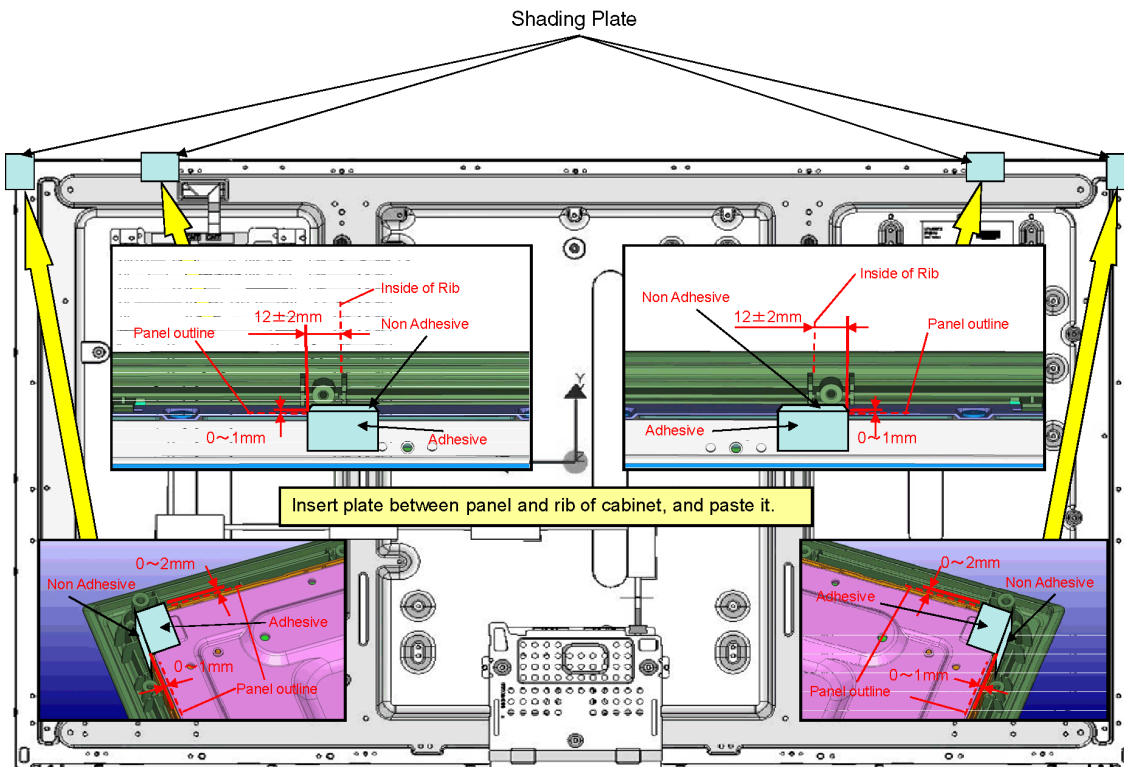 Shading Plate
Inside of Rib
12±2mm
Non Adhesive
Panel outline
0～1mm
Adhesive
Inside of Rib
Non Adhesive
12±2mm
Panel outline
Adhesive
0～1mm
Y
Z
Insert plate between panel and rib of cabinet, and paste it.
0～2mm
Non Adhesive
Adhesive
0～1mm
Panel outline
0～2mm
Non Adhesive
Adhesive
0～1mm
Panel outline